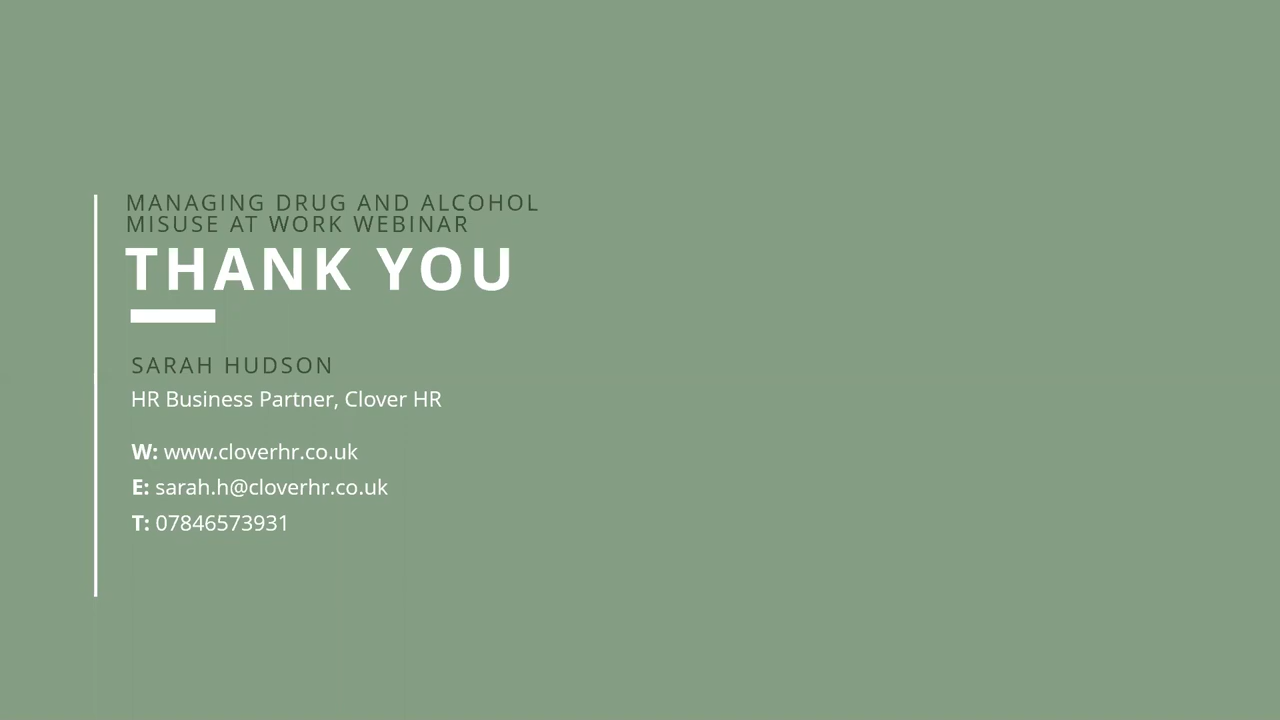 MANAGING DRUG AND ALCOHOL
MISUSE AT WORK WEBINAR
THANK YOU
SARAH HUDSON
HR Business Partner, Clover HR
W: www.cloverhr.co.uk
E: sarah.h@cloverhr.co.uk
T: 07846573931